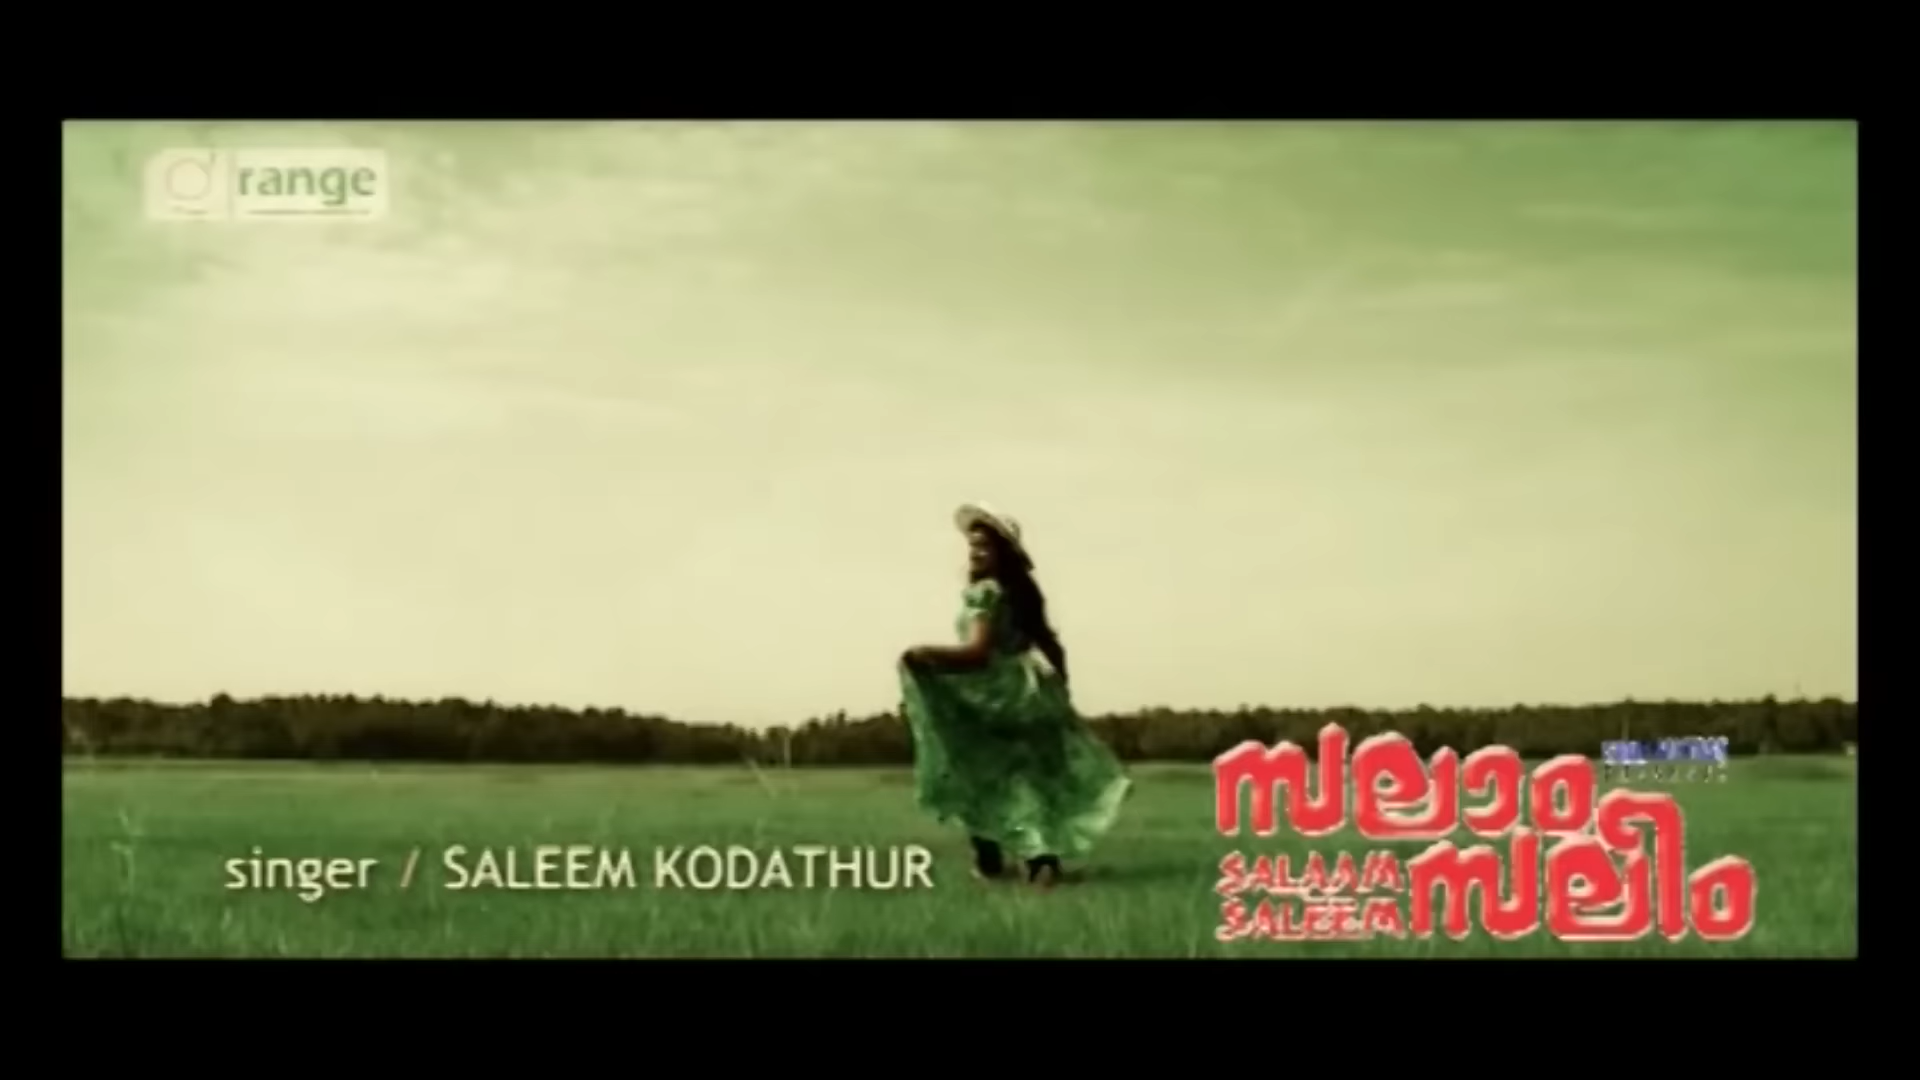 range
സലാം
singer / SALEEM KODATHUR
SALAAM
SALEEM
സലീം